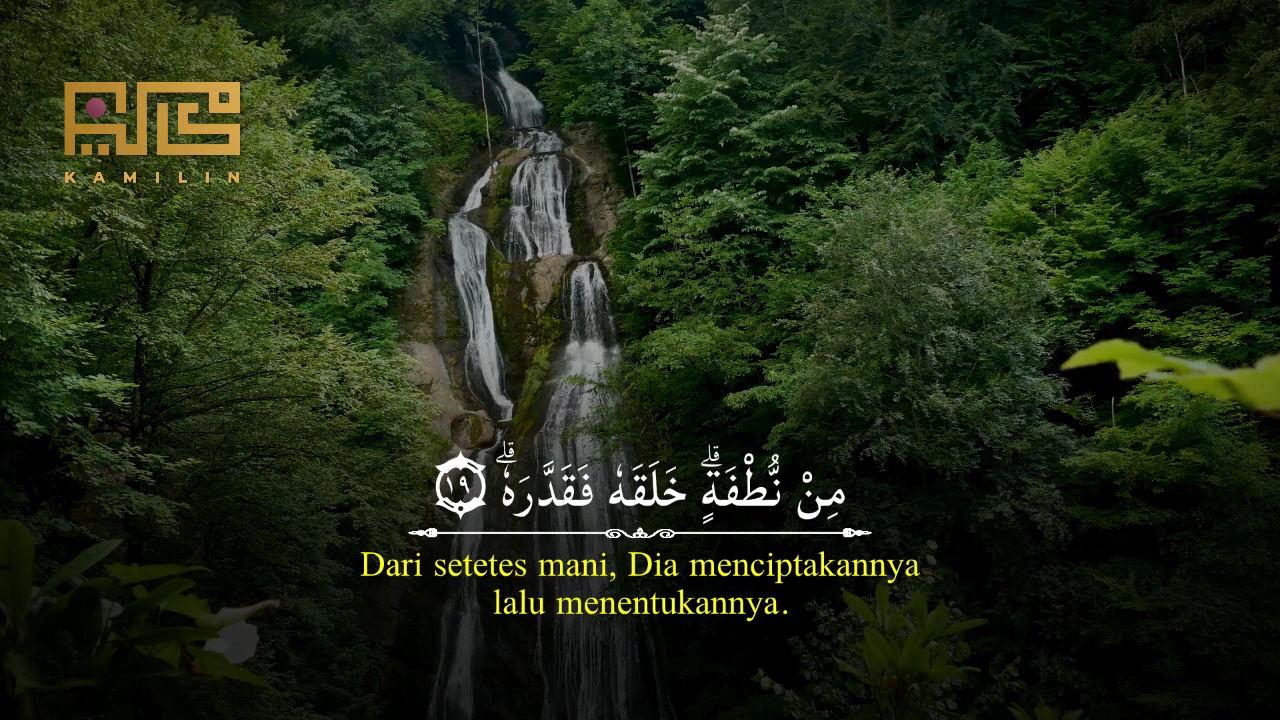 KAMILIN
مِنْ نُّطْفَةٍۗ خَلَقَهٗ فَقَدَّرَهٗۗ ١٩
Dari setetes mani, Dia menciptakannya
lalu menentukannya.